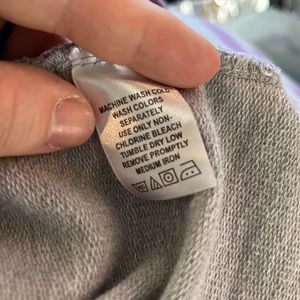 MACHINE WASH COLD
WASH COLORS
SEPARATELY
USE ONLY NON-
CHLORINE BLEACH
TUMBLE DRY LOW
REMOVE PROMPTLY
MEDIUM IRON